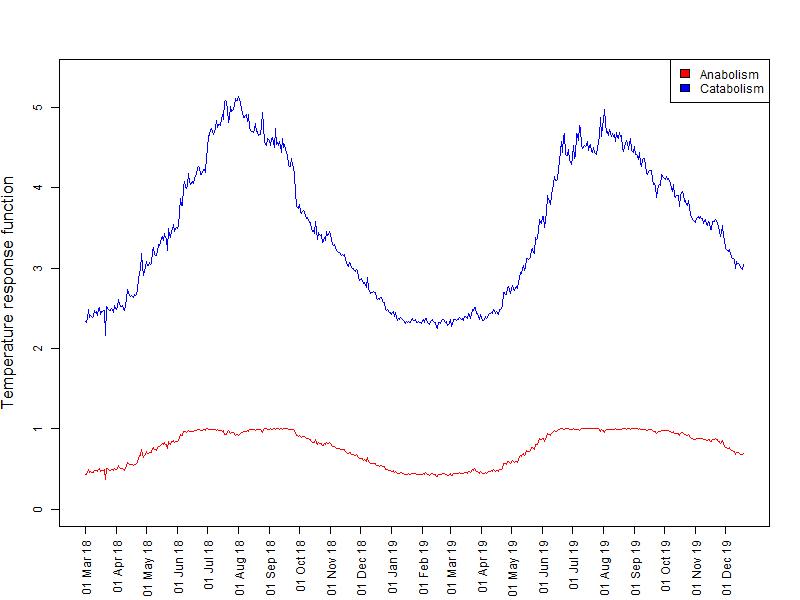 Anabolism
Catabolism
Temperature response function
5
4
3
2
1
0
01 Mar 18
01 Apr 18
01 May 18
01 Jun 18
01 Jul 18
01 Aug 18
01 Sep 18
01 Oct 18
01 Nov 18
01 Dec 18
01 Jan 19
01 Feb 19
01 Mar 19
01 Apr 19
01 May 19
01 Jun 19
01 Jul 19
01 Aug 19
01 Sep 19
01 Oct 19
01 Nov 19
01 Dec 19